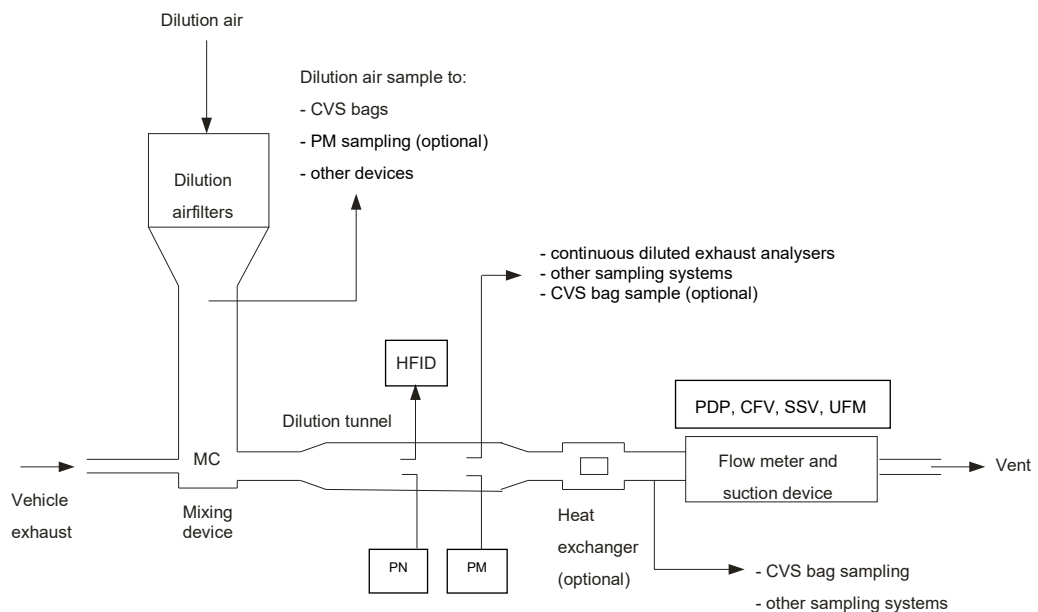 Dilution air
Dilution air sample to:
- CVS bags
- PM sampling (optional)
- other devices
Dilution
airfilters
- continuous diluted exhaust analysers
- other sampling systems
- CVS bag sample (optional)
HFID
PDP, CFV, SSV, UFM
Dilution tunnel
MC
Flow meter and
suction device
Vent
Vehicle
exhaust
Mixing
device
Heat
exchanger
(optional)
PN
PM
- CVS bag sampling
- other sampling systems